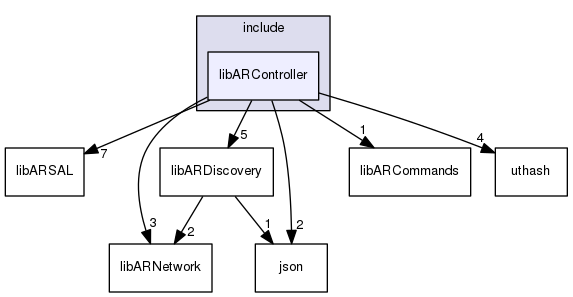 include
libARController
5
1
4
7
libARSAL
libARDiscovery
libARCommands
uthash
3
2
1
2
libARNetwork
json